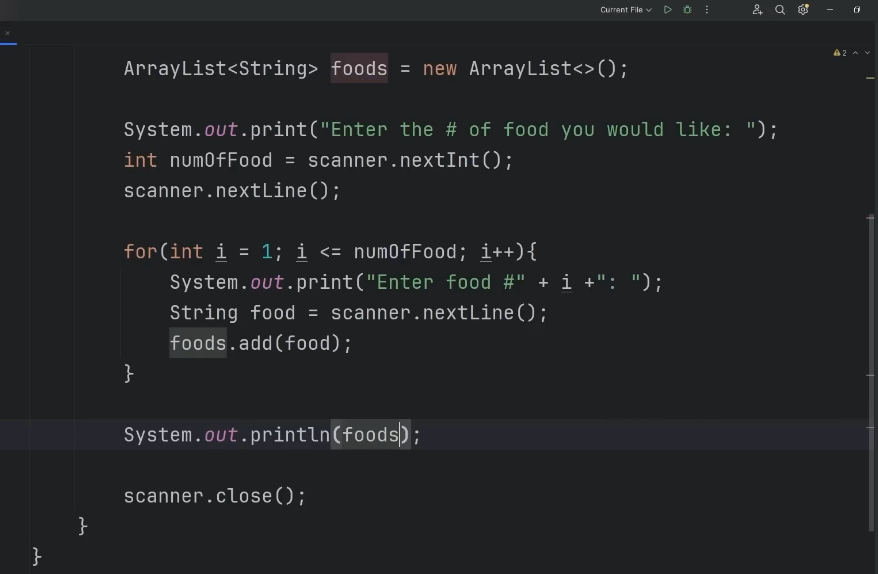 Current File
2
ArrayList<String> foods = new ArrayList<>();
System.out.print("Enter the # of food you would like: ");
int numOfFood = scanner.nextInt();
scanner.nextLine();
for(int i = 1; i <= numOfFood; i++){
System.out.print("Enter food #" + i +": ");
String food = scanner.nextLine();
foods.add(food);
}
System.out.println(foods);
scanner.close();
}
}